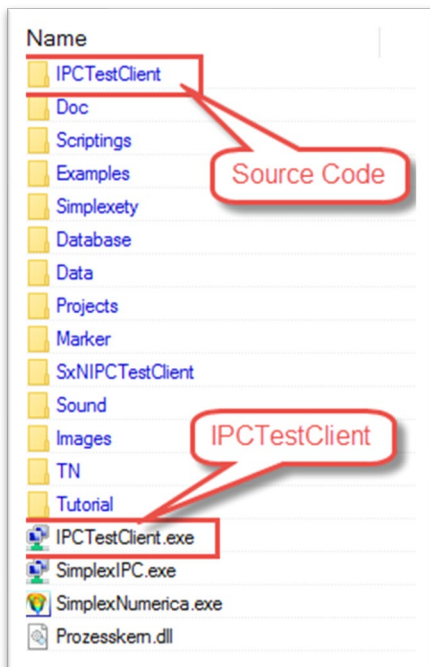 Name
IPCTestClient
Doc
Scriptings
Source Code
Examples
Simplexety
Database
Data
Projects
Marker
SxNIPCTestClient
Sound
Images
IPCTestClient
TN
Tutorial
IPCTestClient.exe
SimplexIPC.exe
SimplexNumerica.exe
Prozesskern.dll